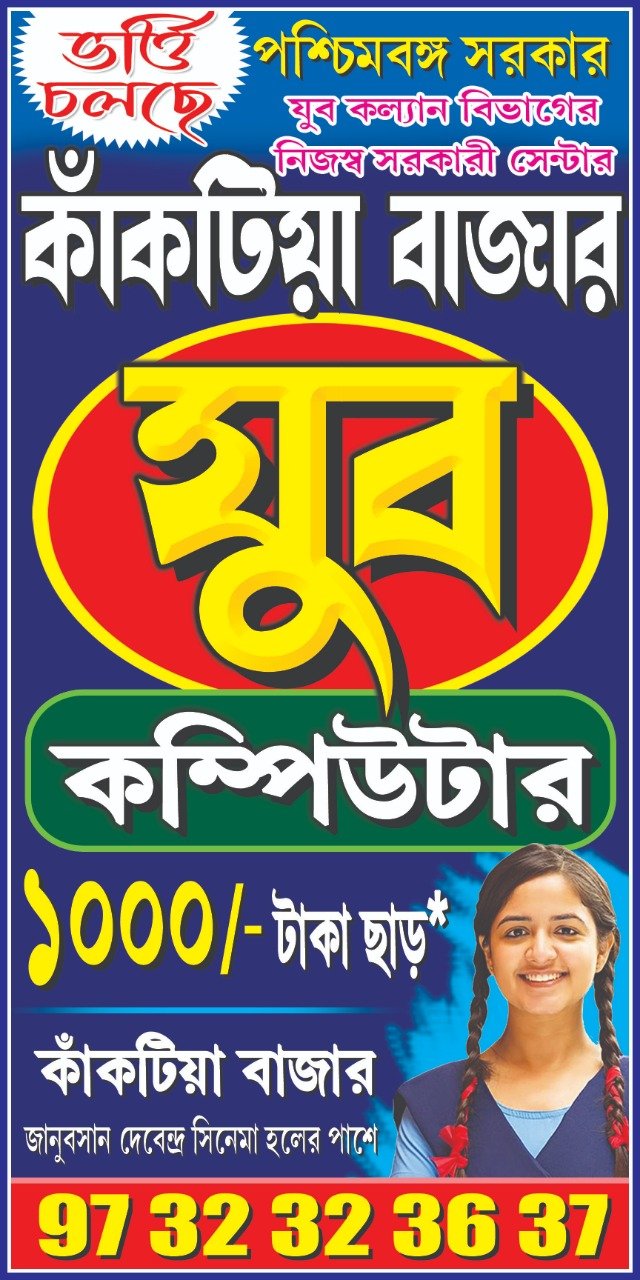 ভর্ত্তি
চলছে
পশ্চিমবঙ্গ সরকার
যুব কল্যান বিভাগের
নিজস্ব সরকারী সেন্টার
কাঁকটিয়া বাজার
যুব
কম্পিউটার
১০০০/- টাকা ছাড়*
কাঁকটিয়া বাজার
জানুবসান দেবেন্দ্র সিনেমা হলের পাশে
97 32 32 36 37